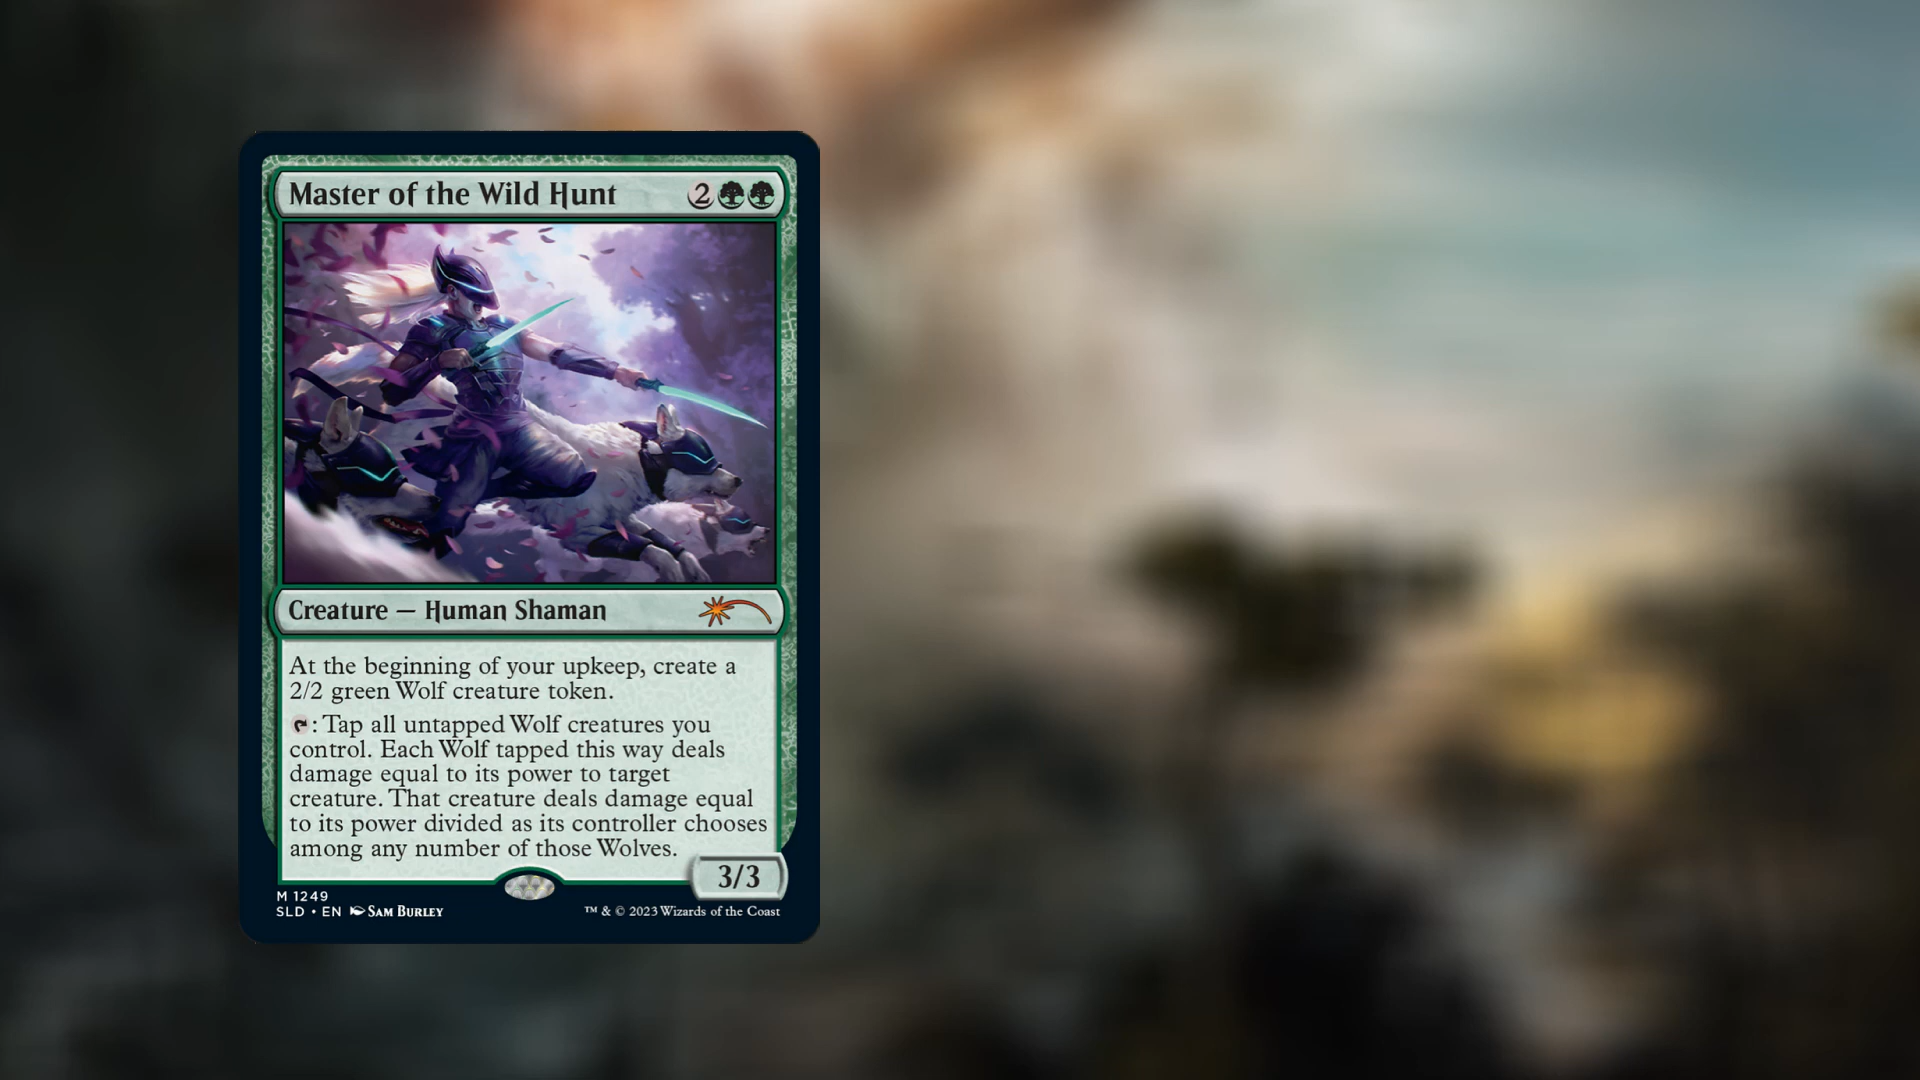 Master of the Wild Hunt 2
Creature — Human Shaman
At the beginning of your upkeep, create a
2/2 green Wolf creature token.
: Tap all untapped Wolf creatures you
control. Each Wolf tapped this way deals
damage equal to its power to target
creature. That creature deals damage equal
to its power divided as its controller chooses
among any number of those Wolves.
3/3
M 1249
SLD • EN SAM BURLEY
™ & © 2023 Wizards of the Coast